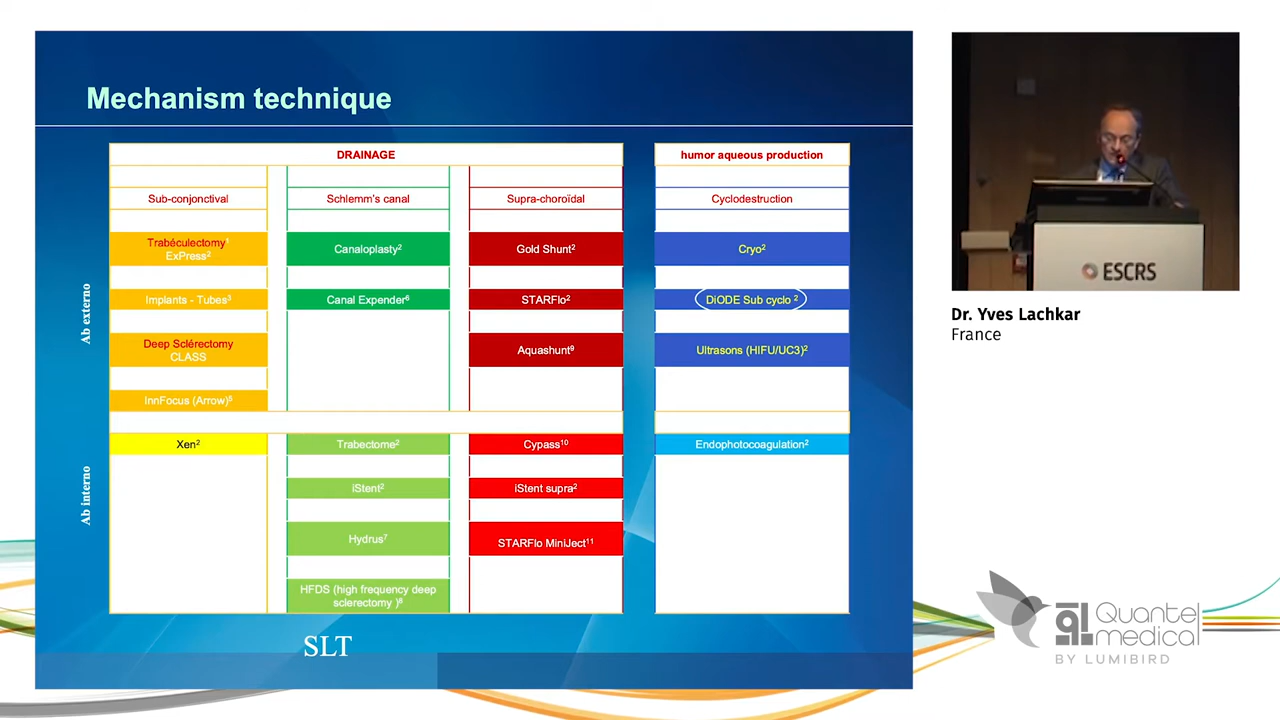 Mechanism technique
DRAINAGE
humor aqueous production
Sub-conjonctival
Schlemm's canal
Supra-choroïdal
Cyclodestruction
Ab externo
Trabéculectomy¹
ExPress²
Canaloplasty²
Gold Shunt²
Cryo²
Implants - Tubes³
Canal Expender⁶
STARFlo²
DiODE Sub cyclo ²
Deep Sclérectomy
CLASS
Aquashunt⁹
Ultrasons (HIFU/UC3)²
InnFocus (Arrow)⁵
Ab interno
Xen²
Trabectome²
Cypass¹⁰
Endophotocoagulation²
iStent²
iStent supra²
Hydrus⁷
STARFlo MiniJect¹¹
HFDS (high frequency deep
sclerectomy )⁸
SLT
ESCRS
Dr. Yves Lachkar
France
Quantel
medical
BY LUMIBIRD